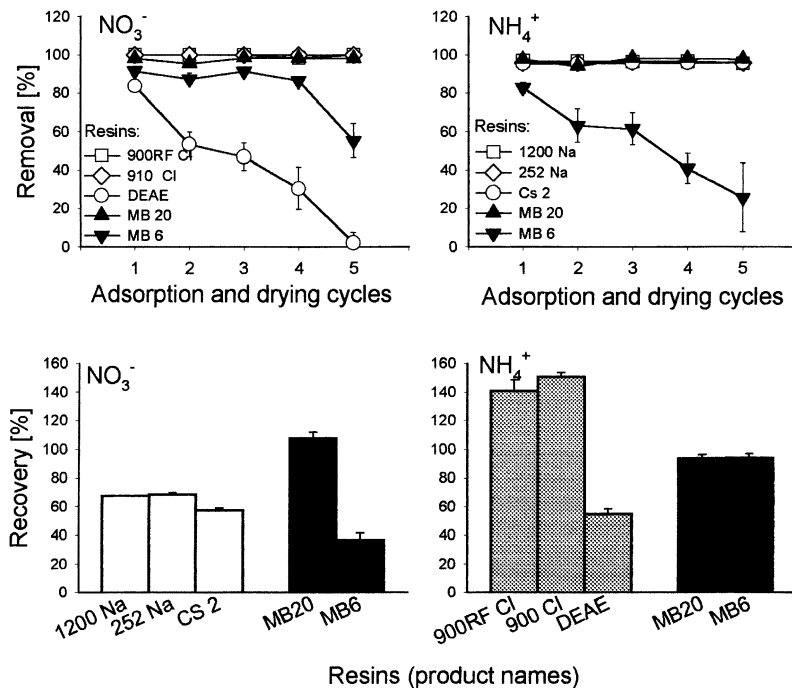 NO3-
NH4+
Removal [%]
120
100
80
60
40
20
0
Resins:
900RF Cl
910 Cl
DEAE
MB 20
MB 6
1 2 3 4 5
Adsorption and drying cycles
120
100
80
60
40
20
0
Resins:
1200 Na
252 Na
Cs 2
MB 20
MB 6
1 2 3 4 5
Adsorption and drying cycles
NO3-
NH4+
Recovery [%]
160
140
120
100
80
60
40
20
0
1200 Na
252 Na
CS 2
MB20
MB6
160
140
120
100
80
60
40
20
0
900RF Cl
900 Cl
DEAE
MB20
MB6
Resins (product names)